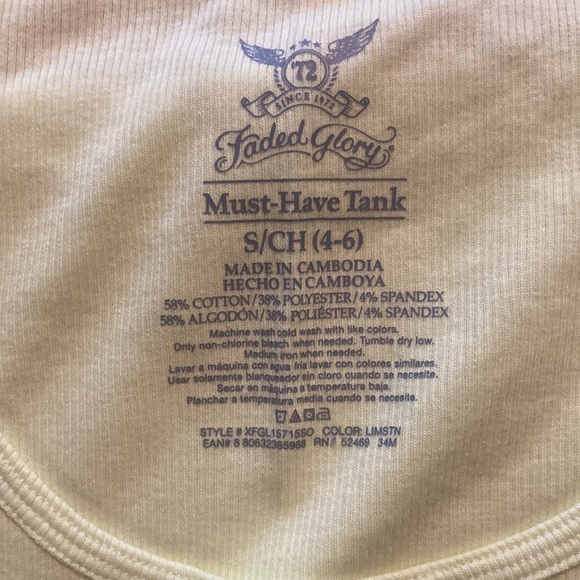 '72
SINCE 1972
Faded Glory
Must-Have Tank
S/CH (4-6)
MADE IN CAMBODIA
HECHO EN CAMBOYA
58% COTTON/38% POLYESTER/4% SPANDEX
58% ALGODÓN/38% POLIÉSTER/4% SPANDEX
Machine wash cold wash with like colors.
Only non-chlorine bleach when needed. Tumble dry low.
Medium iron when needed.
Lavar a máquina con agua fria lavar con colores similares.
Usar solamente blanqueador sin cloro cuando se necesite.
Secar en máquina a temperatura baja.
Planchar a temperatura media cuando se necesite.
STYLE # XFGL15715SO COLOR: LIMSTN
EAN# 8 80632365988 RN# 52469 34M